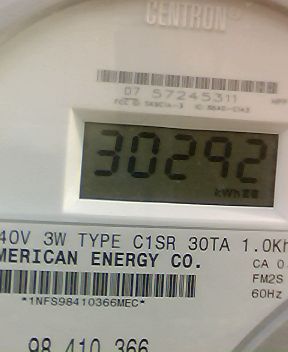 CENTRON®
07 57245311
30292
kWh
40V 3W TYPE C1SR 30TA 1.0Kh
MERICAN ENERGY CO.
CA 0.
FM2S
60Hz
*1NFS98410366MEC*
98 410 366